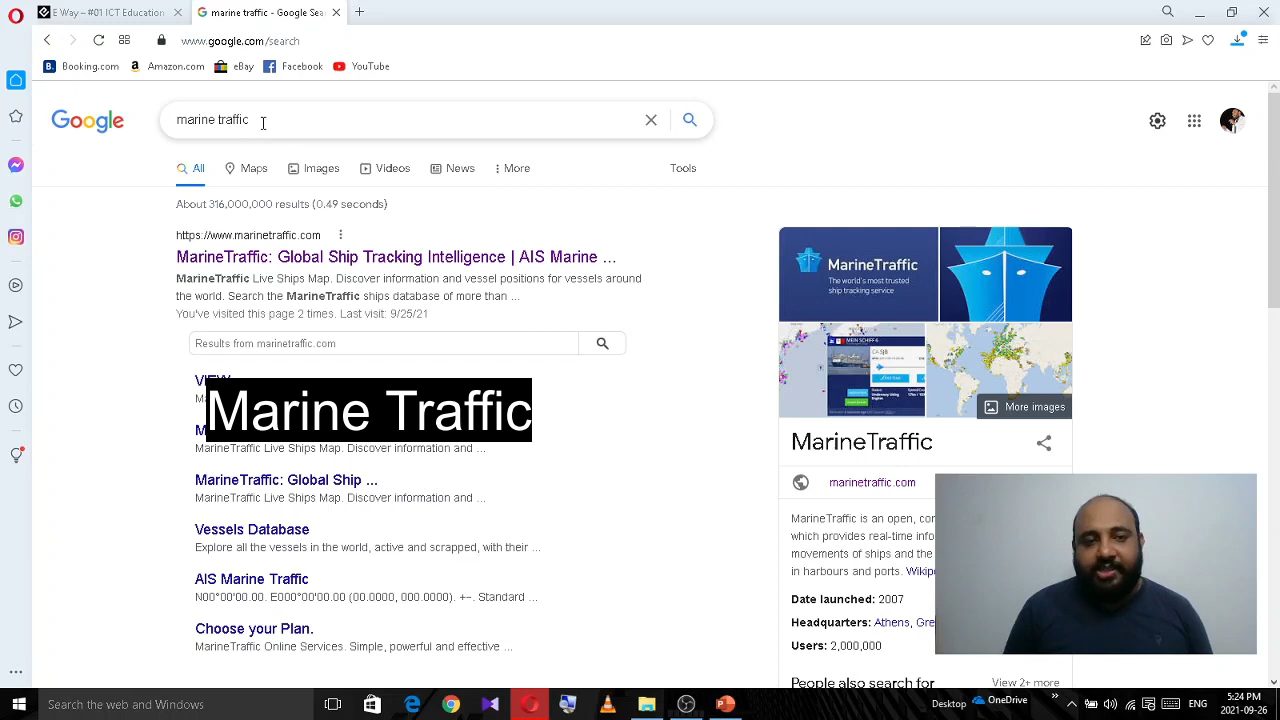 E Way – #01 ICT Education
marine traffic - Google Sea
www.google.com/search
Booking.com
Amazon.com
eBay
Facebook
YouTube
Google
marine traffic
All
Maps
Images
Videos
News
More
Tools
About 316,000,000 results (0.49 seconds)
https://www.marinetraffic.com
MarineTraffic: Global Ship Tracking Intelligence | AIS Marine ...
MarineTraffic Live Ships Map. Discover information and vessel positions for vessels around
the world. Search the MarineTraffic ships database of more than ...
You've visited this page 2 times. Last visit: 9/25/21
Results from marinetraffic.com
VIEW
Marine Traffic
MarineTraffic Live Ships Map. Discover information and ...
MarineTraffic: Global Ship ...
MarineTraffic Live Ships Map. Discover information and ...
Vessels Database
Explore all the vessels in the world, active and scrapped, with their ...
AIS Marine Traffic
N00°00'00.00. E000°00'00.00 (00.0000, 000.0000). +−. Standard ...
Choose your Plan.
MarineTraffic Online Services. Simple, powerful and effective ...
MarineTraffic
The world's most trusted
ship tracking service
MEIN SCHIFF 6
More images
MarineTraffic
marinetraffic.com
MarineTraffic is an open, com
which provides real-time info
movements of ships and the
in harbours and ports. Wikip
Date launched: 2007
Headquarters: Athens, Gre
Users: 2,000,000
People also search for
View 2+ more
Search the web and Windows
Desktop
OneDrive
ENG
5:24 PM
2021-09-26